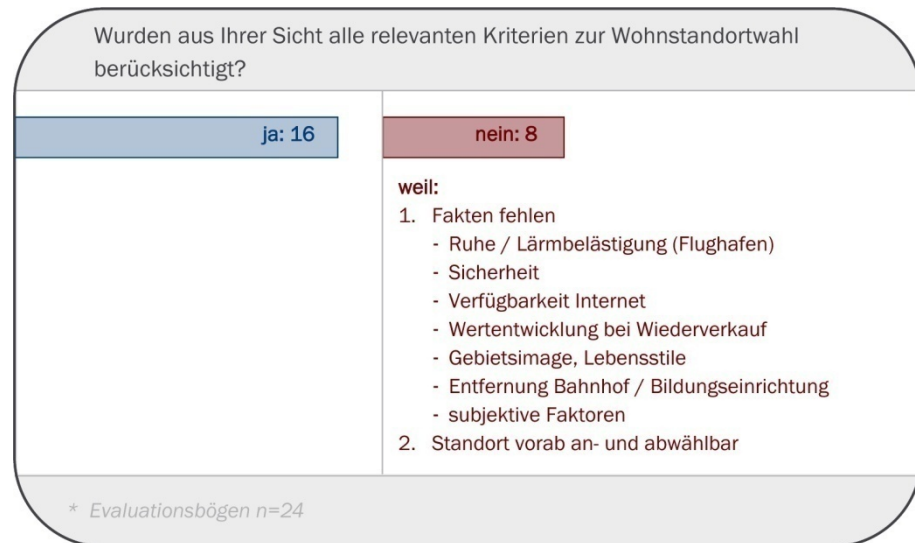 Wurden aus Ihrer Sicht alle relevanten Kriterien zur Wohnstandortwahl
berücksichtigt?
ja: 16
nein: 8
weil:
1. Fakten fehlen
- Ruhe / Lärmbelästigung (Flughafen)
- Sicherheit
- Verfügbarkeit Internet
- Wertentwicklung bei Wiederverkauf
- Gebietsimage, Lebensstile
- Entfernung Bahnhof / Bildungseinrichtung
- subjektive Faktoren
2. Standort vorab an- und abwählbar
* Evaluationsbögen n=24